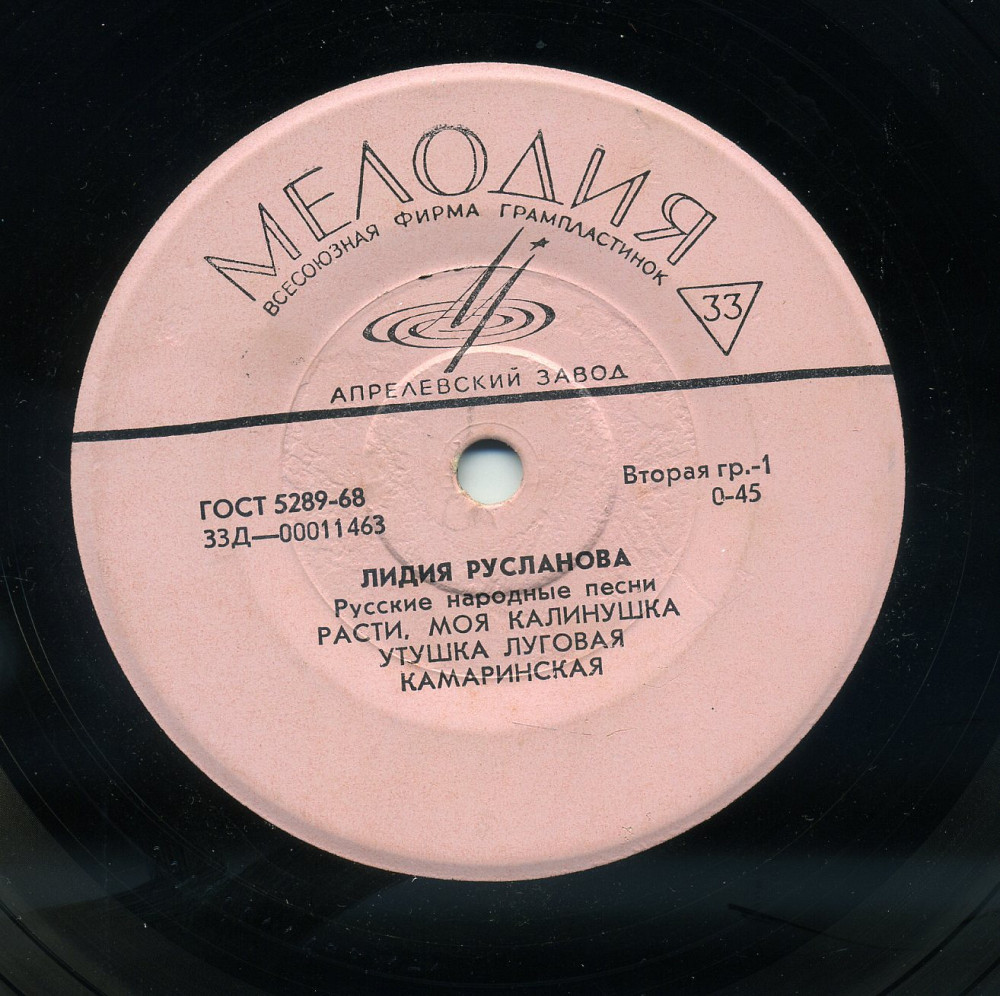 МЕЛОДИЯ
ВСЕСОЮЗНАЯ ФИРМА ГРАМПЛАСТИНОК
33
АПРЕЛЕВСКИЙ ЗАВОД
ГОСТ 5289-68
33Д—00011463
Вторая гр.-1
0-45
ЛИДИЯ РУСЛАНОВА
Русские народные песни
РАСТИ, МОЯ КАЛИНУШКА
УТУШКА ЛУГОВАЯ
КАМАРИНСКАЯ